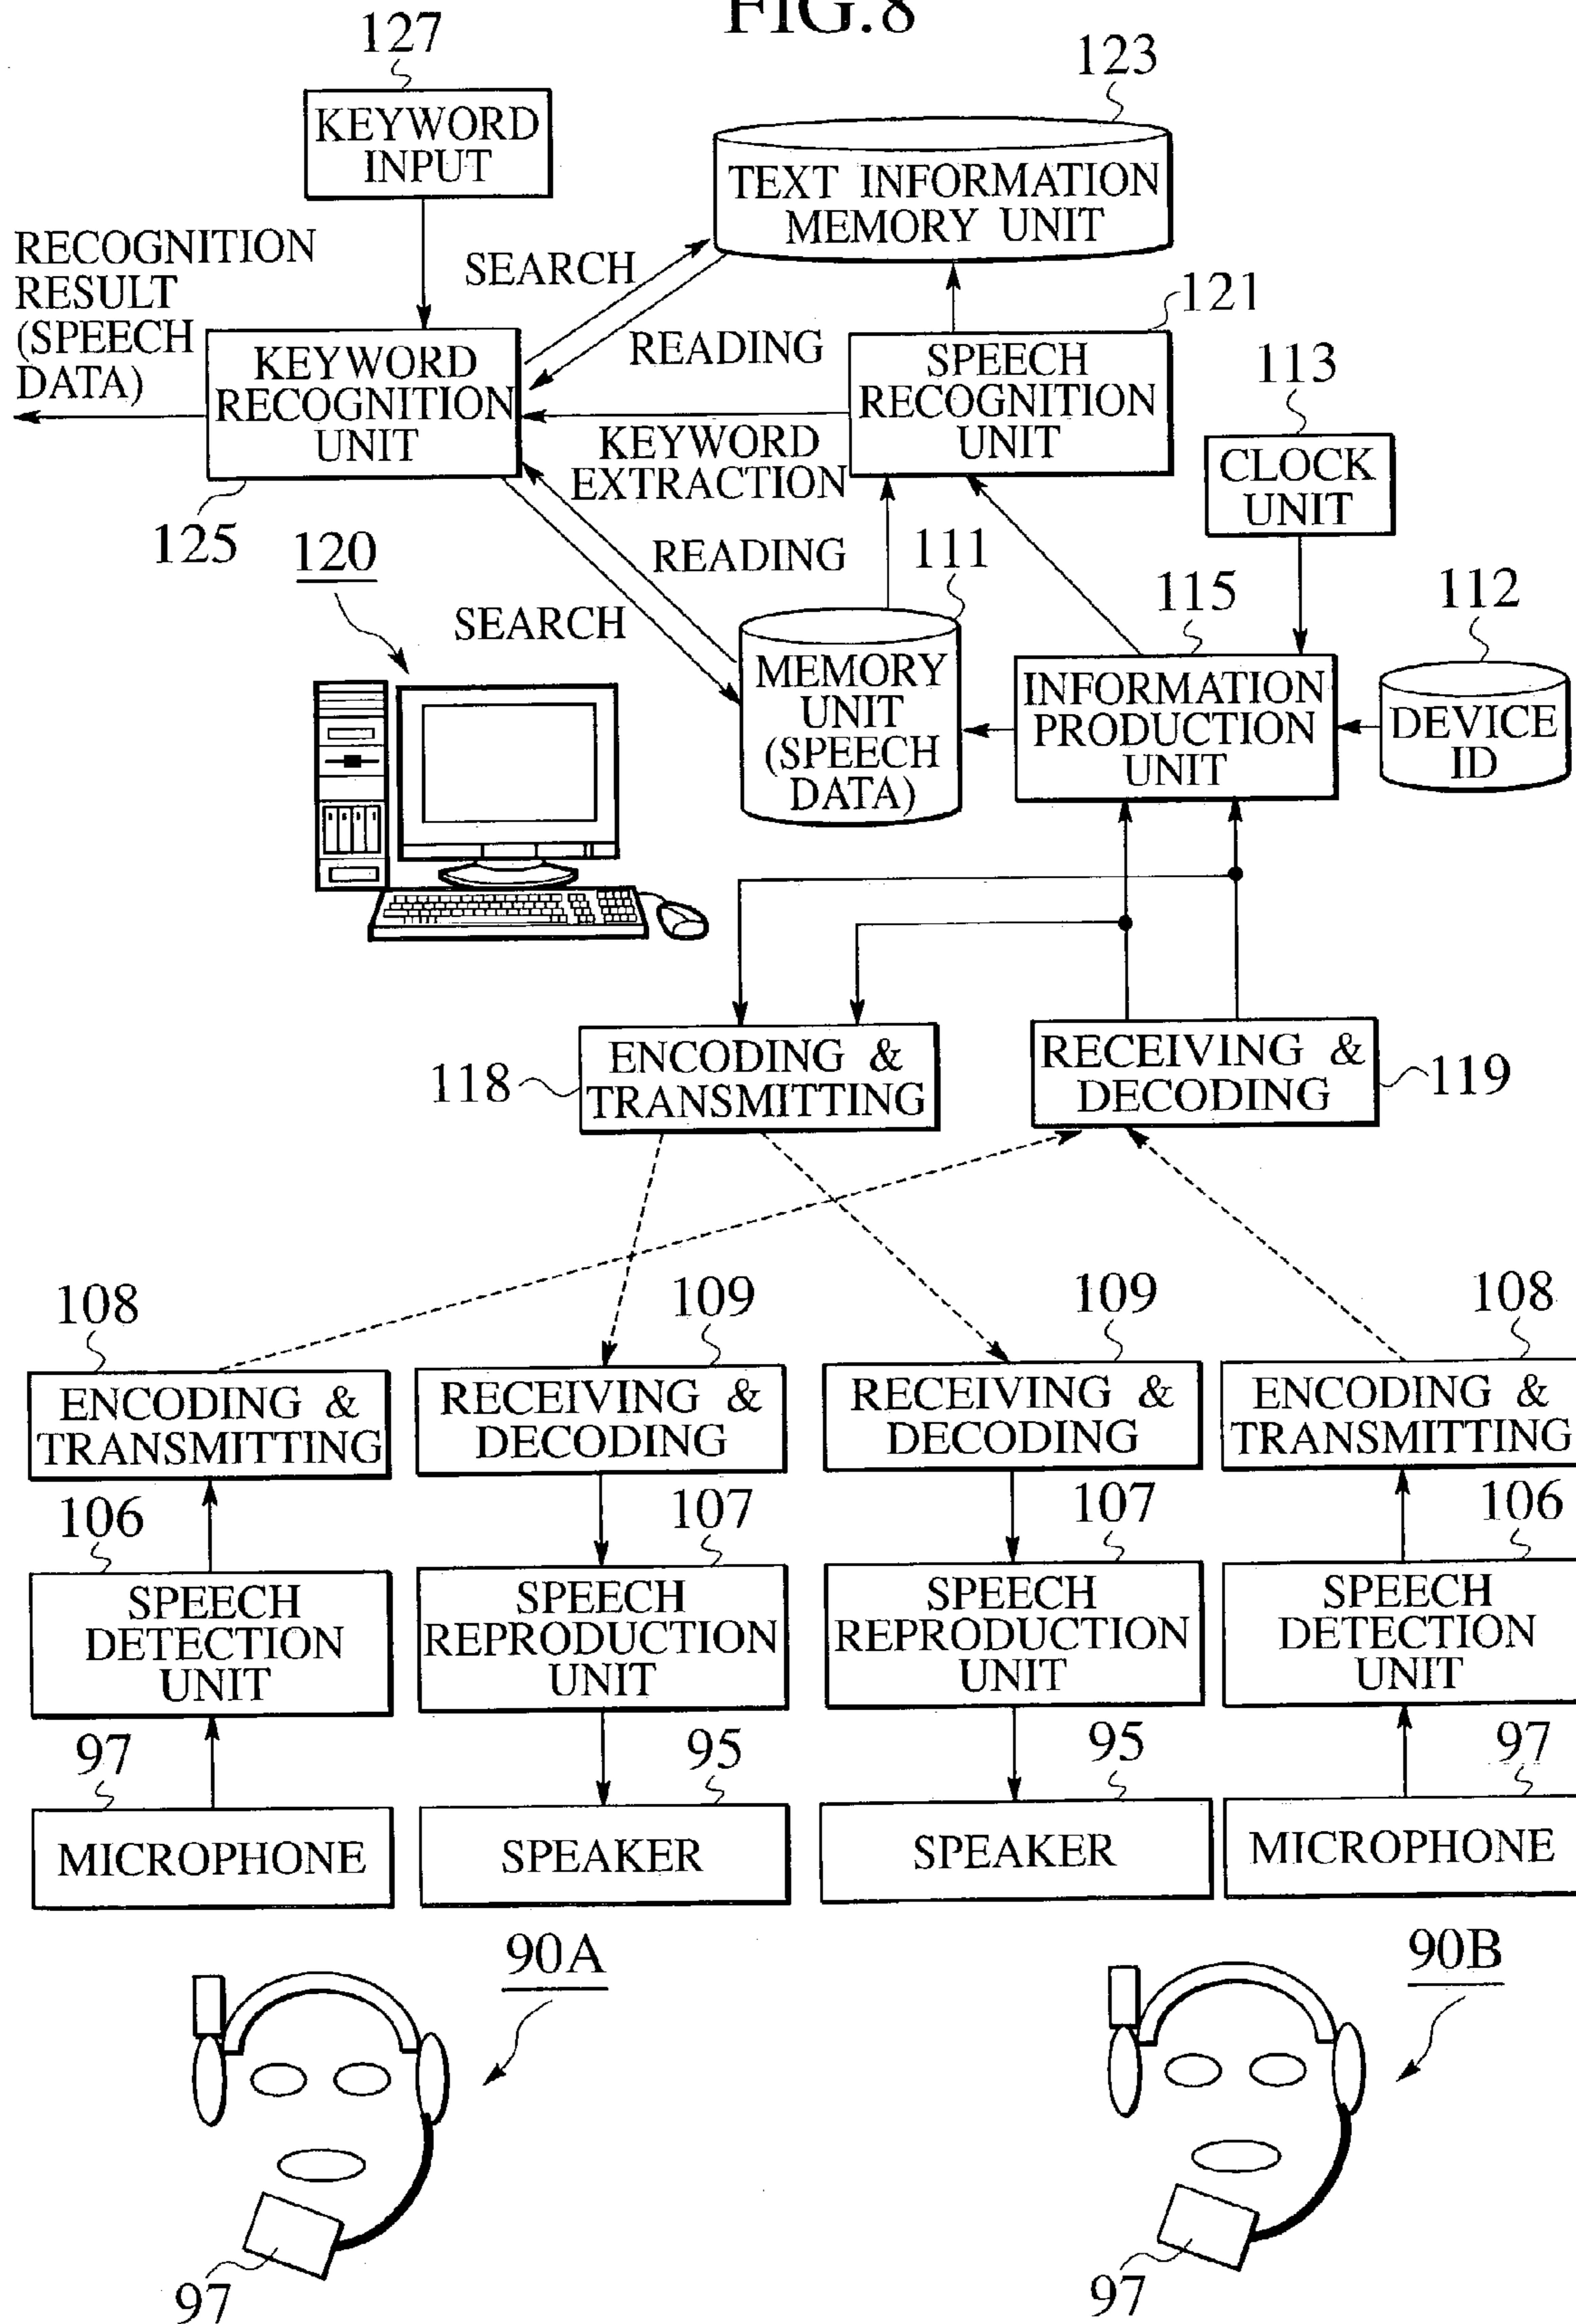 FIG.8
127
KEYWORD
INPUT
123
TEXT INFORMATION
MEMORY UNIT
RECOGNITION
RESULT
(SPEECH
DATA)
SEARCH
READING
121
KEYWORD
RECOGNITION
UNIT
125
SPEECH
RECOGNITION
UNIT
KEYWORD
EXTRACTION
113
CLOCK
UNIT
120
READING
SEARCH
111
MEMORY
UNIT
(SPEECH
DATA)
115
INFORMATION
PRODUCTION
UNIT
112
DEVICE
ID
118
ENCODING &
TRANSMITTING
RECEIVING &
DECODING
119
108
ENCODING &
TRANSMITTING
109
RECEIVING &
DECODING
109
RECEIVING &
DECODING
108
ENCODING &
TRANSMITTING
106
SPEECH
DETECTION
UNIT
107
SPEECH
REPRODUCTION
UNIT
107
SPEECH
REPRODUCTION
UNIT
106
SPEECH
DETECTION
UNIT
97
MICROPHONE
95
SPEAKER
95
SPEAKER
97
MICROPHONE
90A
90B
97
97